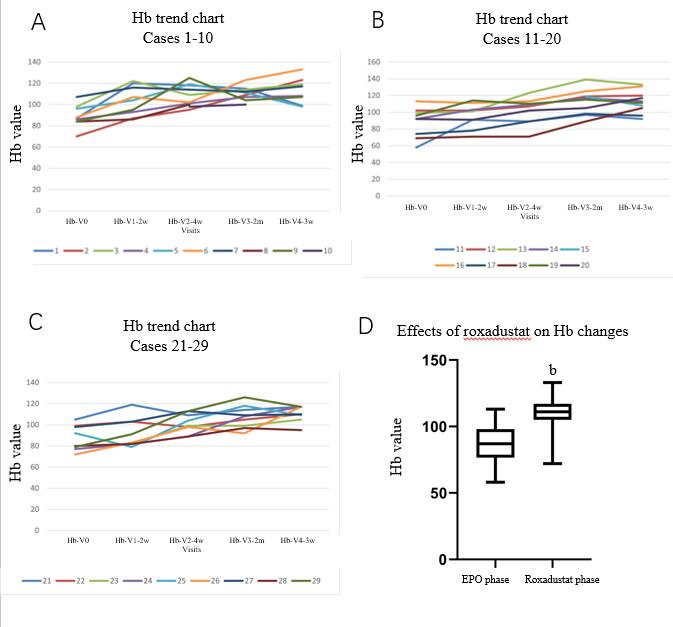 A
Hb trend chart
Cases 1-10
Hb value
140
120
100
80
60
40
20
0
Hb-V0 Hb-V1-2w Hb-V2-4w Hb-V3-2m Hb-V4-3w
Visits
1 2 3 4 5 6 7 8 9 10
B
Hb trend chart
Cases 11-20
Hb value
160
140
120
100
80
60
40
20
0
Hb-V0 Hb-V1-2w Hb-V2-4w Hb-V3-2m Hb-V4-3w
Visits
11 12 13 14 15
16 17 18 19 20
C
Hb trend chart
Cases 21-29
Hb value
140
120
100
80
60
40
20
0
Hb-V0 Hb-V1-2w Hb-V2-4w Hb-V3-2m Hb-V4-3w
Visits
21 22 23 24 25 26 27 28 29
D
Effects of roxadustat on Hb changes
Hb value
150
100
50
0
b
EPO phase Roxadustat phase